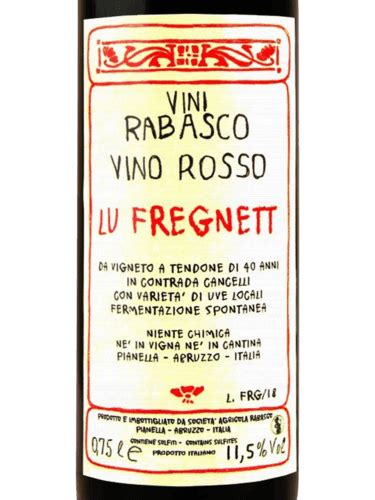 VINI
RABASCO
VINO ROSSO
LU FREGNETT
DA VIGNETO A TENDONE DI 40 ANNI
IN CONTRADA CANCELLI
CON VARIETA' DI UVE LOCALI
FERMENTAZIONE SPONTANEA
NIENTE CHIMICA
NE' IN VIGNA NE' IN CANTINA
PIANELLA - ABRUZZO - ITALIA
L. FRG/18
PRODOTTO E IMBOTTIGLIATO DA SOCIETA' AGRICOLA RABASCO
PIANELLA - ABRUZZO - ITALIA
CONTIENE SOLFITI - CONTAINS SULFITES
0,75 l e PRODOTTO ITALIANO 11,5% Vol